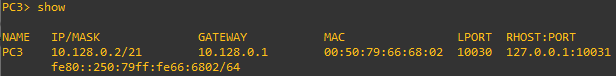 PC3> show
NAME IP/MASK GATEWAY MAC LPORT RHOST:PORT
PC3 10.128.0.2/21 10.128.0.1 00:50:79:66:68:02 10030 127.0.0.1:10031
fe80::250:79ff:fe66:6802/64